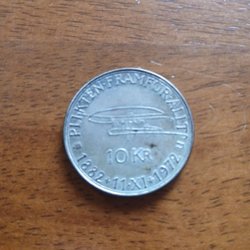 PLIKTEN·FRAMFÖR·ALLT
10 KR
1882·11·XI·1972